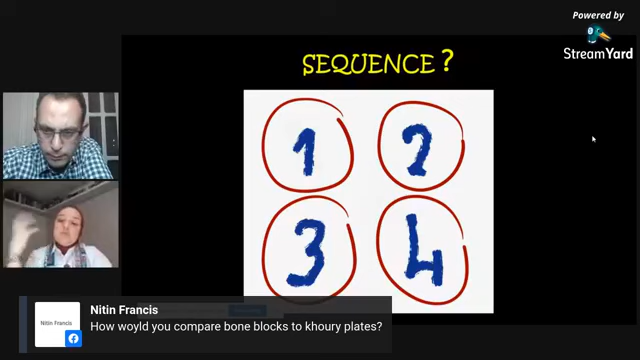 Powered by
StreamYard
SEQUENCE?
1 2
3 4
Nitin Francis
Nitin Francis
How woyld you compare bone blocks to khoury plates?